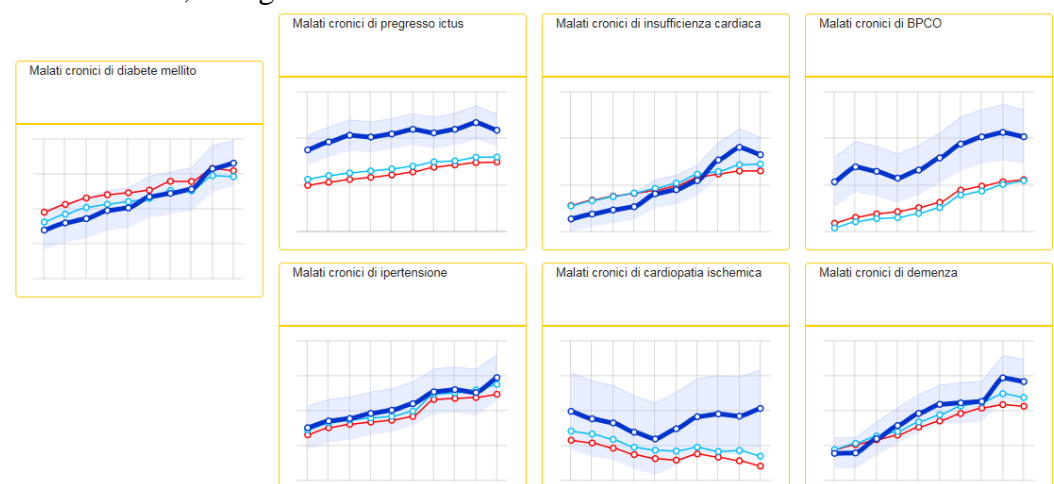 Malati cronici di pregresso ictus
Malati cronici di insufficienza cardiaca
Malati cronici di BPCO
Malati cronici di diabete mellito
Malati cronici di ipertensione
Malati cronici di cardiopatia ischemica
Malati cronici di demenza